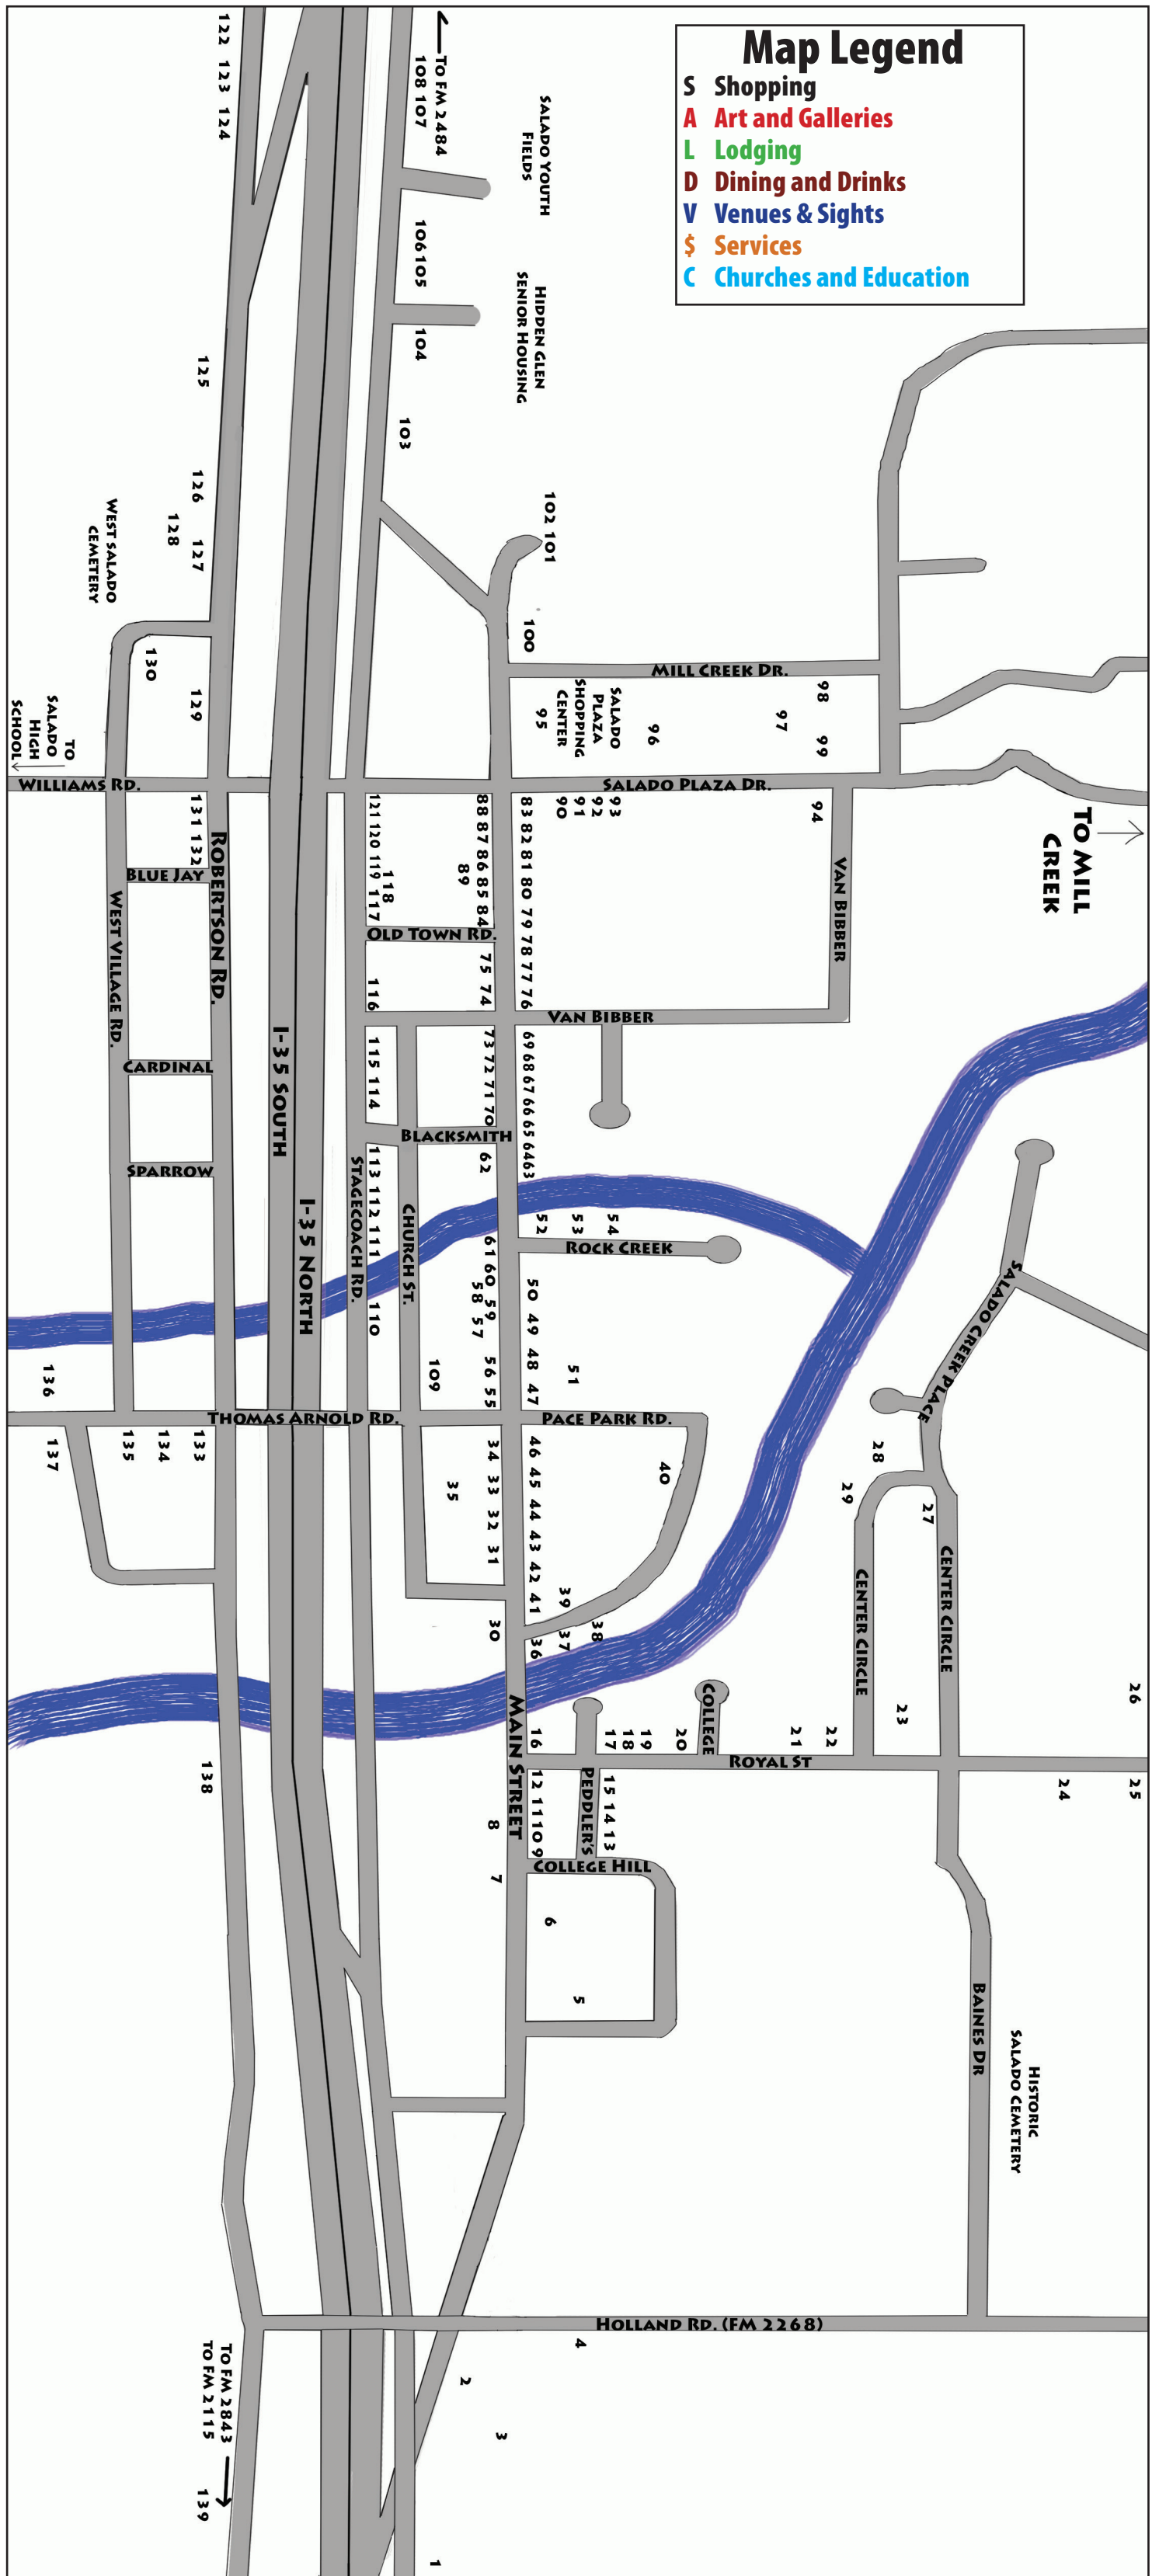 Map Legend
S Shopping
A Art and Galleries
L Lodging
D Dining and Drinks
V Venues & Sights
$ Services
C Churches and Education
122 123 124
To FM 2484
108 107
Salado Youth
Fields
106 105
Hidden Glen
Senior Housing
104
125
103
126
128
127
West Salado
Cemetery
102 101
100
130
129
Mill Creek Dr.
98
97
99
96
95
Salado
Plaza
Shopping
Center
To
Salado
High
School
Williams Rd.
Salado Plaza Dr.
To Mill
Creek
131 132
Blue Jay
Robertson Rd.
West Village Rd.
121 120 119 117
118
88 87 86 85 84
89
83 82 81 80 79 78 77 76
90
91
92
93
94
Van Bibber
Old Town Rd.
75 74
116
Van Bibber
Cardinal
I-35 South
115 114
73 72 71 70
69 68 67 66 65 64 63
Blacksmith
62
Sparrow
Stagecoach Rd.
113 112 111
110
Church St.
I-35 North
52
53
54
Rock Creek
61 60 59
58 57
56 55
50 49 48 47
51
109
Salado Creek Place
136
Thomas Arnold Rd.
Pace Park Rd.
137
135
134
133
34 33 32 31
35
46 45 44 43 42 41
40
39
38
37
36
30
28
29
27
Center Circle
Center Circle
26
23
Main Street
16
17
18
19
20
College
21
22
Royal St
138
12 11 10 9
Peddler's
15 14 13
24
25
8
7
College Hill
6
5
Baines Dr
Historic
Salado Cemetery
Holland Rd. (FM 2268)
4
2
3
To FM 2843
To FM 2115
139
1